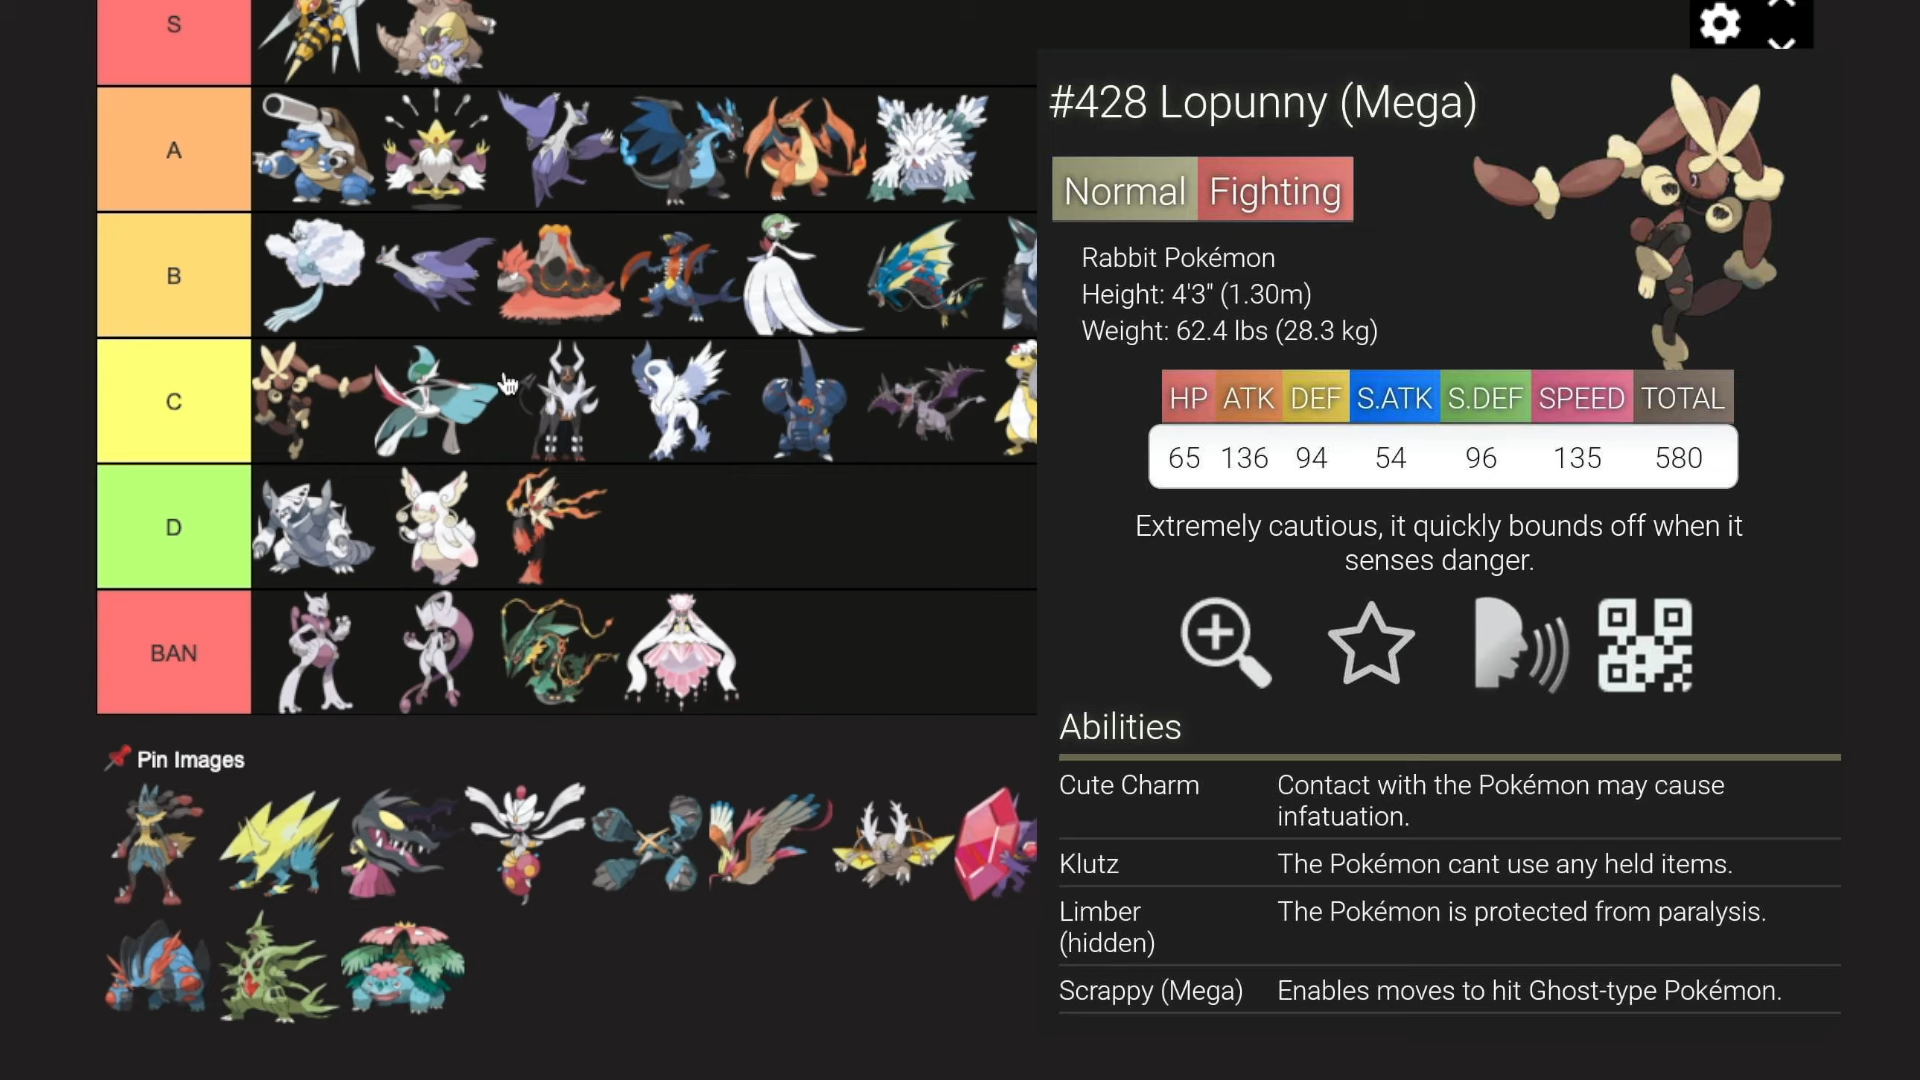 S
A
B
C
D
BAN
Pin Images
#428 Lopunny (Mega)
Normal Fighting
Rabbit Pokémon
Height: 4'3" (1.30m)
Weight: 62.4 lbs (28.3 kg)
HP ATK DEF S.ATK S.DEF SPEED TOTAL
65 136 94 54 96 135 580
Extremely cautious, it quickly bounds off when it
senses danger.
Abilities
Cute Charm Contact with the Pokémon may cause
infatuation.
Klutz The Pokémon cant use any held items.
Limber The Pokémon is protected from paralysis.
(hidden)
Scrappy (Mega) Enables moves to hit Ghost-type Pokémon.